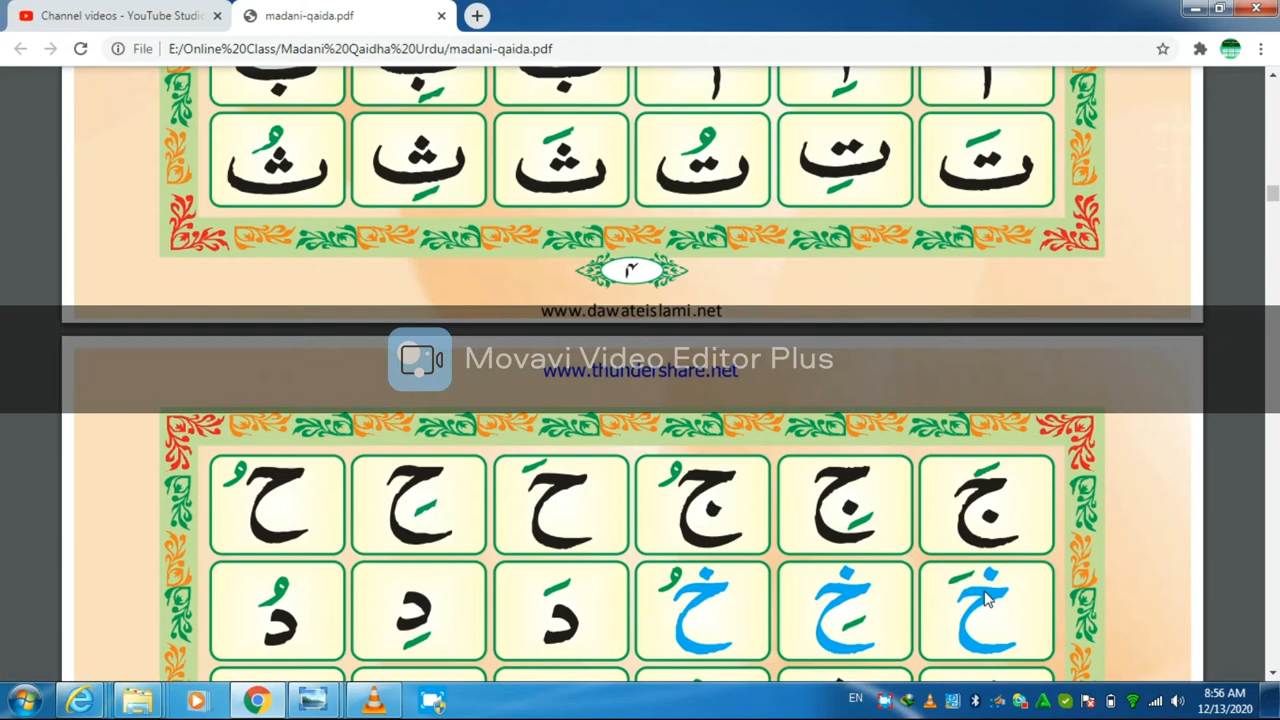 Channel videos - YouTube Studio
madani-qaida.pdf
File E:/Online%20Class/Madani%20Qaidha%20Urdu/madani-qaida.pdf
تَ تِ تُ ثَ ثِ ثُ
۴
www.dawateislami.net
Movavi Video Editor Plus
www.thundershare.net
جَ جِ جُ حَ حِ حُ
خَ خِ خُ دَ دِ دُ
EN
8:56 AM
12/13/2020